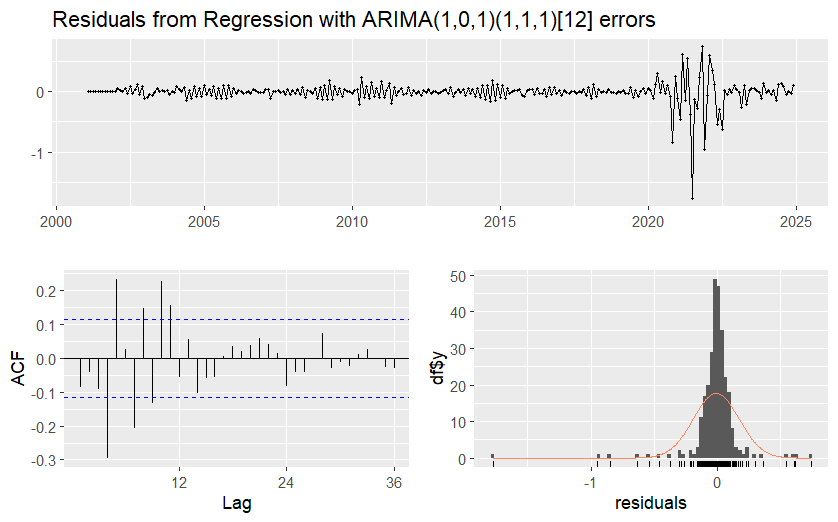 Residuals from Regression with ARIMA(1,0,1)(1,1,1)[12] errors
0
-1
2000 2005 2010 2015 2020 2025
ACF
0.2
0.1
0.0
-0.1
-0.2
-0.3
12 24 36
Lag
df$y
50
40
30
20
10
0
-1 0
residuals